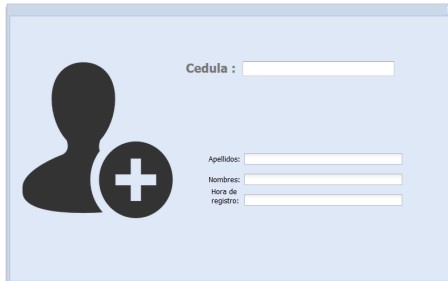 Cedula :
Apellidos:
Nombres:
Hora de
registro: